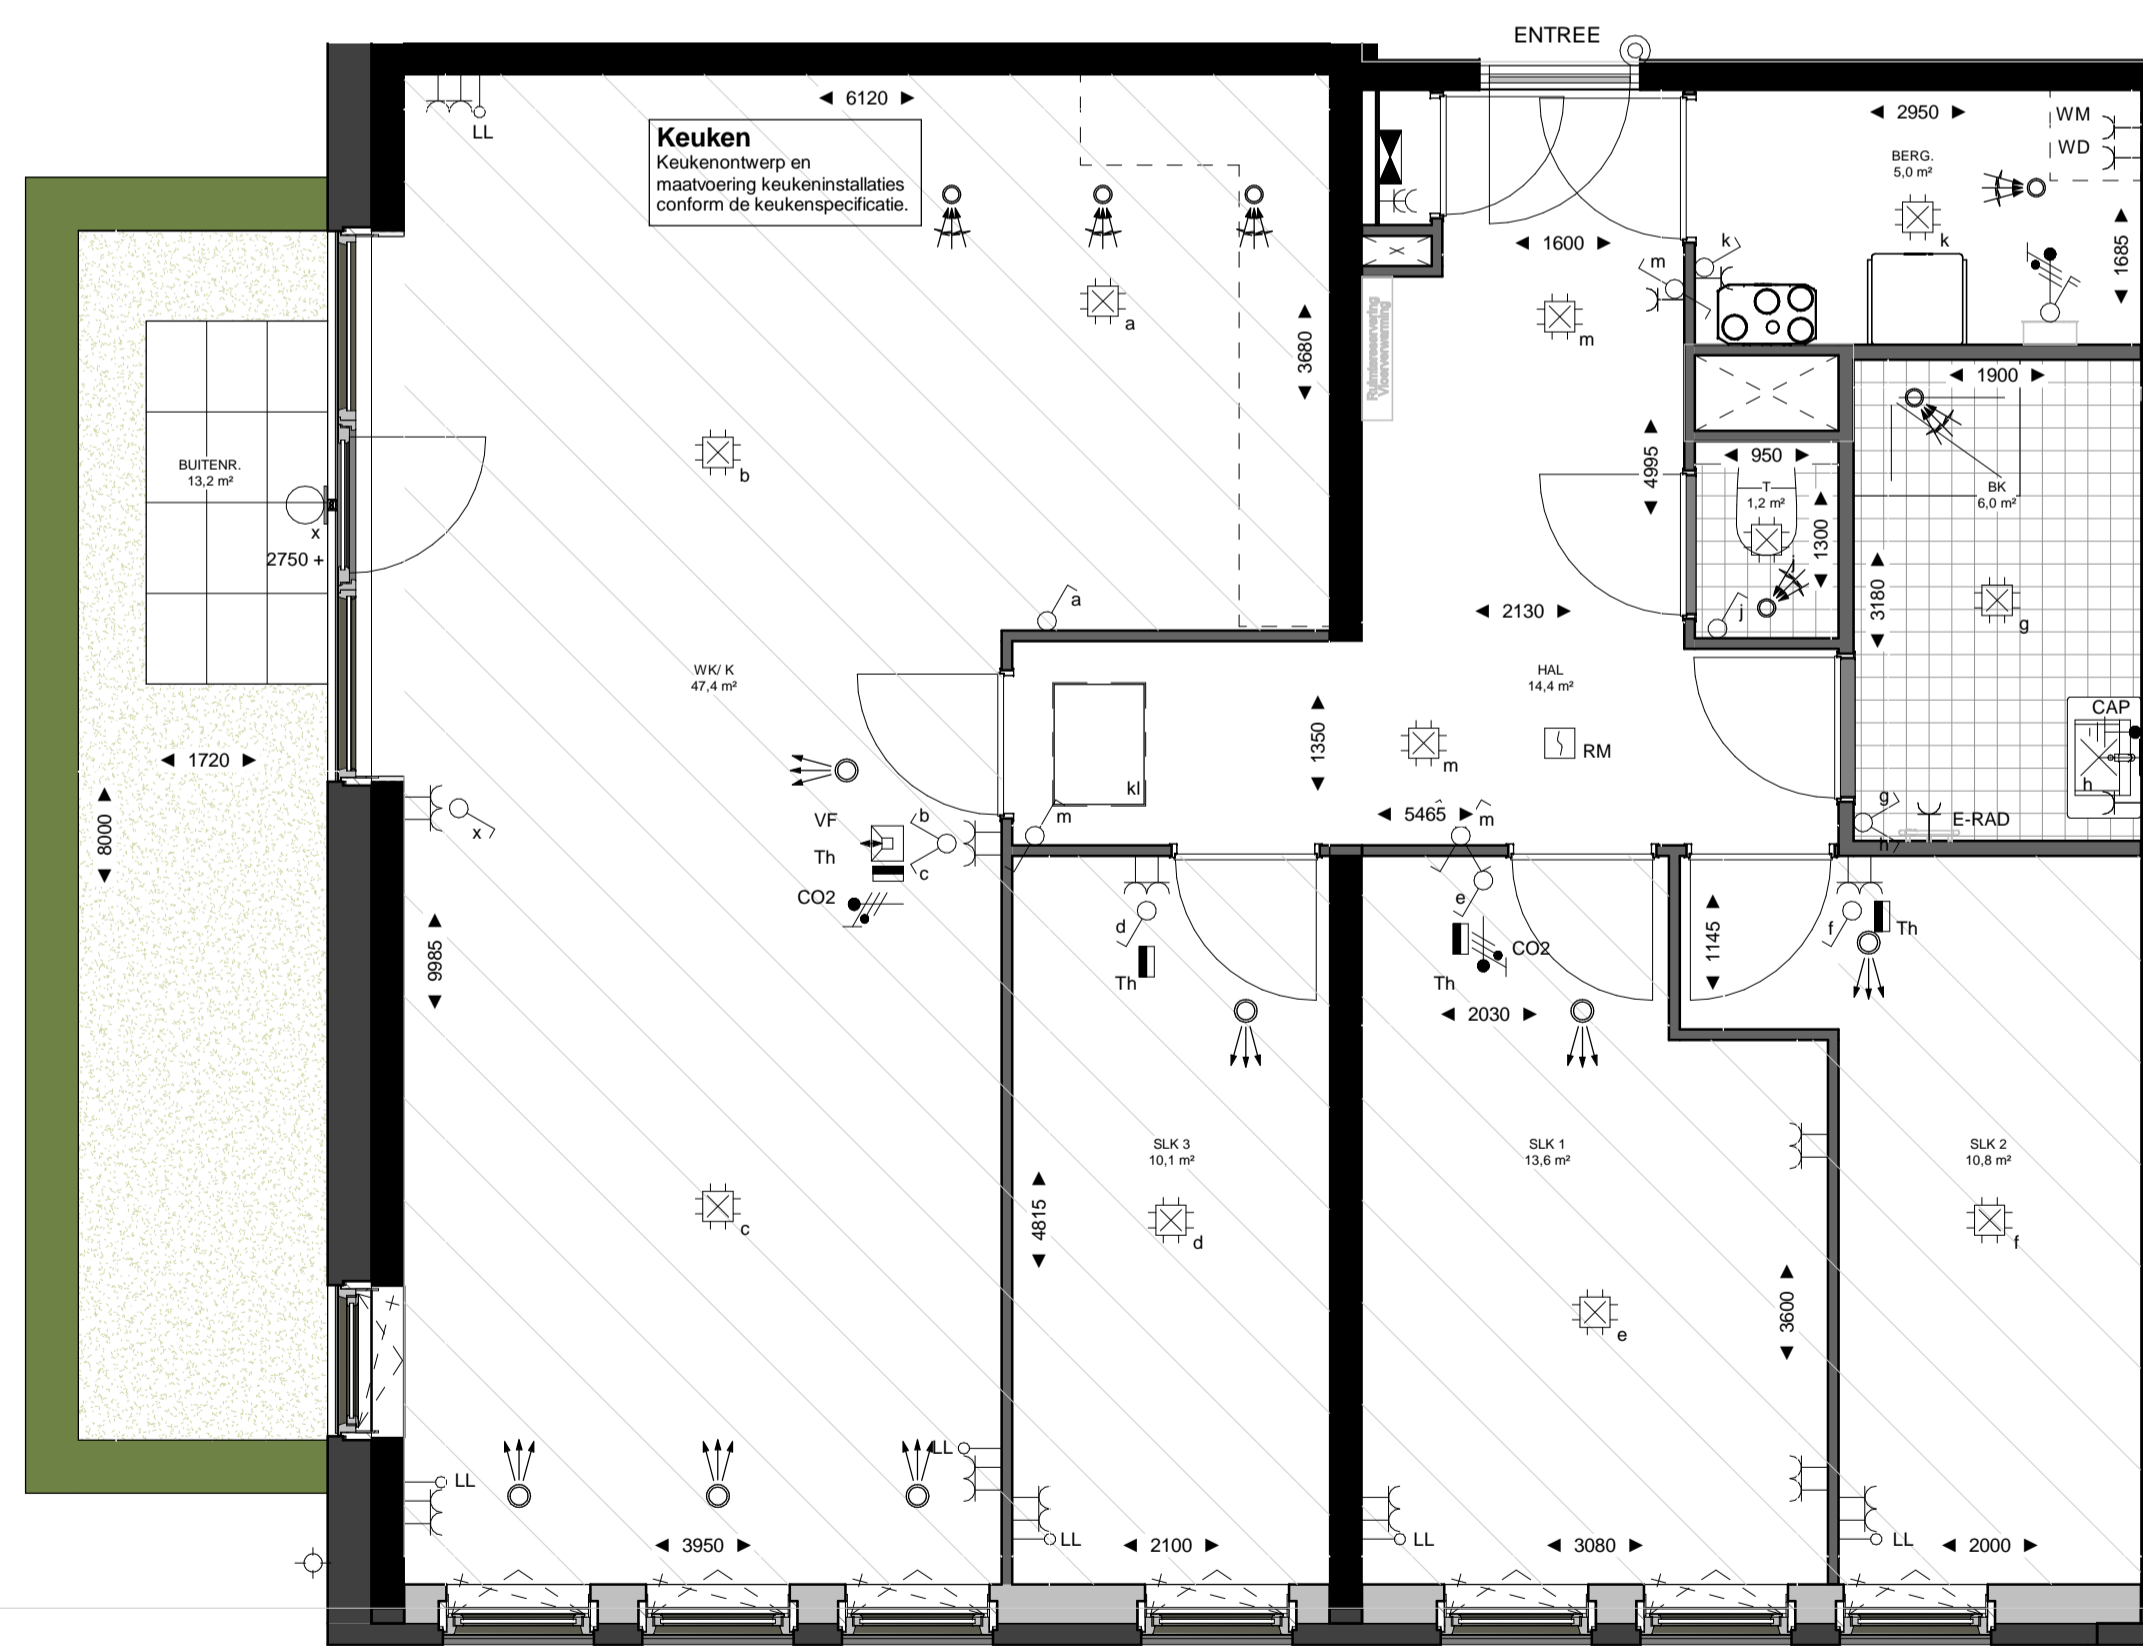 ENTREE
6120
2950
WM
WD
LL
Keuken
Keukenontwerp en
maatvoering keukeninstallaties
conform de keukenspecificatie.
BERG.
5,0 m²
1600
k
k
m
1685
a
m
3680
Ruimtereservering
Vloerverwarming
1900
4995
950
BUITENR.
13,2 m²
b
T
1,2 m²
BK
6,0 m²
x
2750 +
1300
j
3180
a
2130
j
g
WK/ K
47,4 m²
HAL
14,4 m²
CAP
1720
1350
m
RM
kl
h
8000
x
VF
b
m
5465
m
g
E-RAD
h
Th
c
CO2
d
e
f
Th
9985
1145
CO2
Th
Th
2030
SLK 3
10,1 m²
SLK 1
13,6 m²
SLK 2
10,8 m²
4815
c
d
f
3600
e
LL
LL
LL
LL
LL
3950
2100
3080
2000